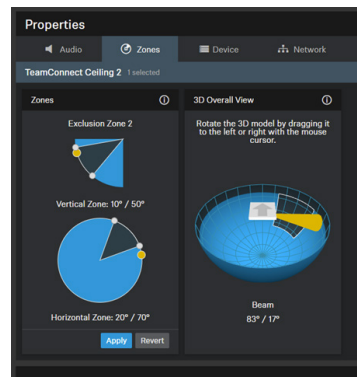 Properties
Audio
Zones
Device
Network
TeamConnect Ceiling 2 1 selected
Zones
Exclusion Zone 2
Vertical Zone: 10° / 50°
Horizontal Zone: 20° / 70°
Apply Revert
3D Overall View
Rotate the 3D model by dragging it
to the left or right with the mouse
cursor.
Beam
83° / 17°